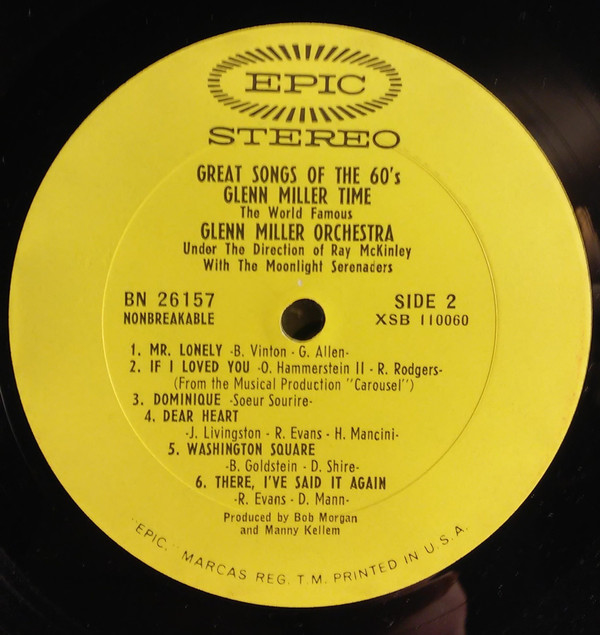 EPIC
STEREO
GREAT SONGS OF THE 60's
GLENN MILLER TIME
The World Famous
GLENN MILLER ORCHESTRA
Under The Direction of Ray McKinley
With The Moonlight Serenaders
BN 26157
NONBREAKABLE
SIDE 2
XSB 110060
1. MR. LONELY -B. Vinton - G. Allen-
2. IF I LOVED YOU -O. Hammerstein II - R. Rodgers-
(From the Musical Production "Carousel")
3. DOMINIQUE -Soeur Sourire-
4. DEAR HEART
-J. Livingston - R. Evans - H. Mancini-
5. WASHINGTON SQUARE
-B. Goldstein - D. Shire-
6. THERE, I'VE SAID IT AGAIN
-R. Evans - D. Mann-
Produced by Bob Morgan
and Manny Kellem
"EPIC," MARCAS REG. T M. PRINTED IN U.S.A.